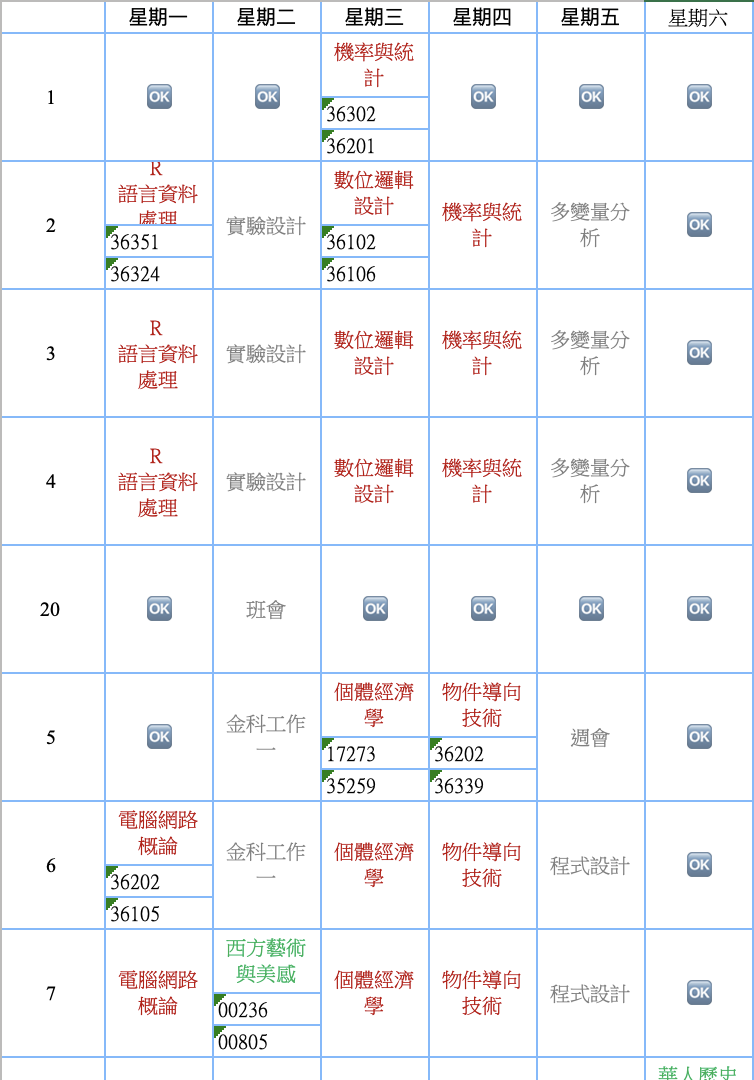 星期一 星期二 星期三 星期四 星期五 星期六
1 OK OK 機率與統計 36302 36201 OK OK OK
2 R 語言資料處理 36351 36324 實驗設計 數位邏輯設計 36102 36106 機率與統計 多變量分析 OK
3 R 語言資料處理 實驗設計 數位邏輯設計 機率與統計 多變量分析 OK
4 R 語言資料處理 實驗設計 數位邏輯設計 機率與統計 多變量分析 OK
20 OK 班會 OK OK OK OK
5 OK 金科工作一 個體經濟學 17273 35259 物件導向技術 36202 36339 週會 OK
6 電腦網路概論 36202 36105 金科工作一 個體經濟學 物件導向技術 程式設計 OK
7 電腦網路概論 西方藝術與美感 00236 00805 個體經濟學 物件導向技術 程式設計 OK
華人歷史